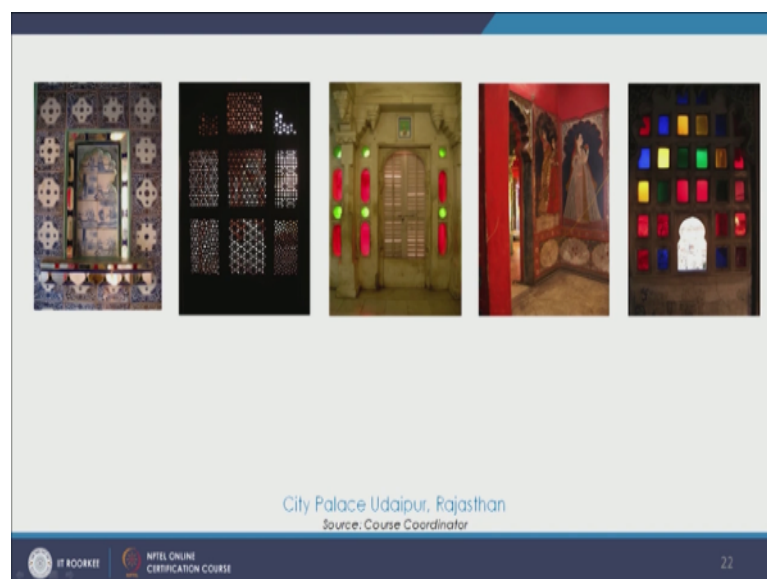 City Palace Udaipur, Rajasthan
Source: Course Coordinator
IIT ROORKEE
NPTEL ONLINE
CERTIFICATION COURSE
22